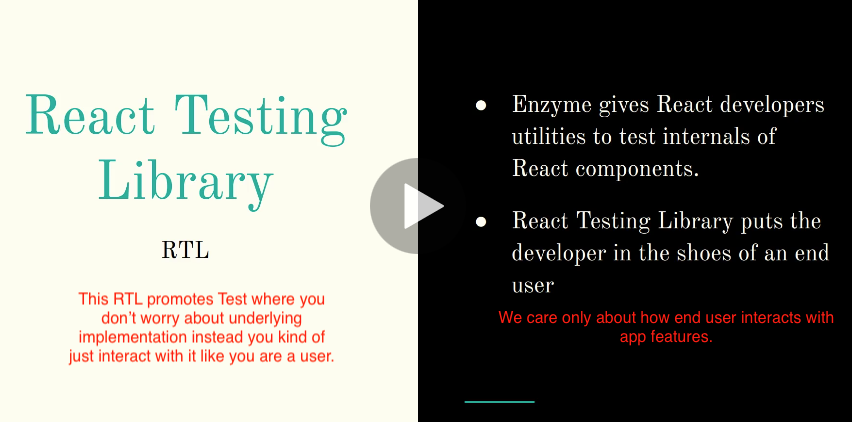 React Testing
Library
RTL
This RTL promotes Test where you
don't worry about underlying
implementation instead you kind of
just interact with it like you are a user.
● Enzyme gives React developers
utilities to test internals of
React components.
● React Testing Library puts the
developer in the shoes of an end
user
We care only about how end user interacts with
app features.